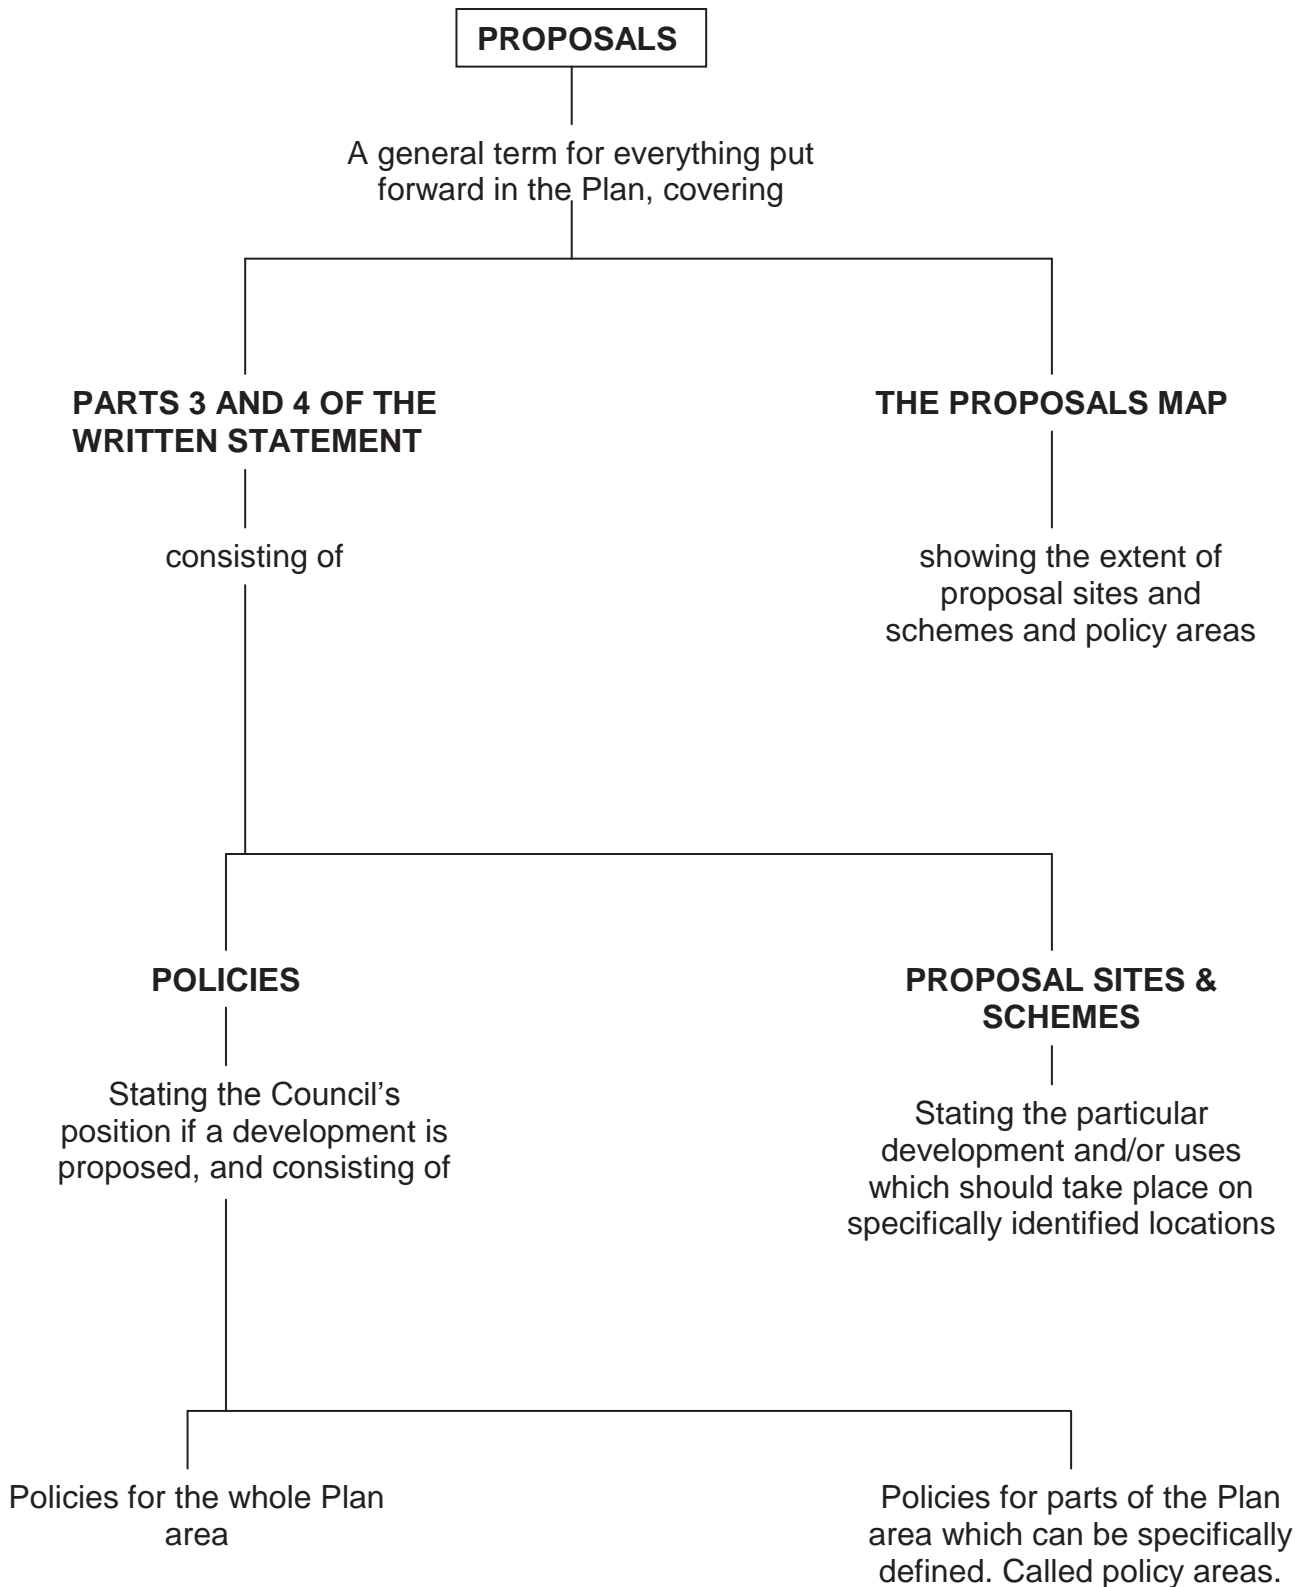 PROPOSALS
A general term for everything put
forward in the Plan, covering
PARTS 3 AND 4 OF THE
WRITTEN STATEMENT
consisting of
THE PROPOSALS MAP
showing the extent of
proposal sites and
schemes and policy areas
POLICIES
Stating the Council’s
position if a development is
proposed, and consisting of
PROPOSAL SITES &
SCHEMES
Stating the particular
development and/or uses
which should take place on
specifically identified locations
Policies for the whole Plan
area
Policies for parts of the Plan
area which can be specifically
defined. Called policy areas.